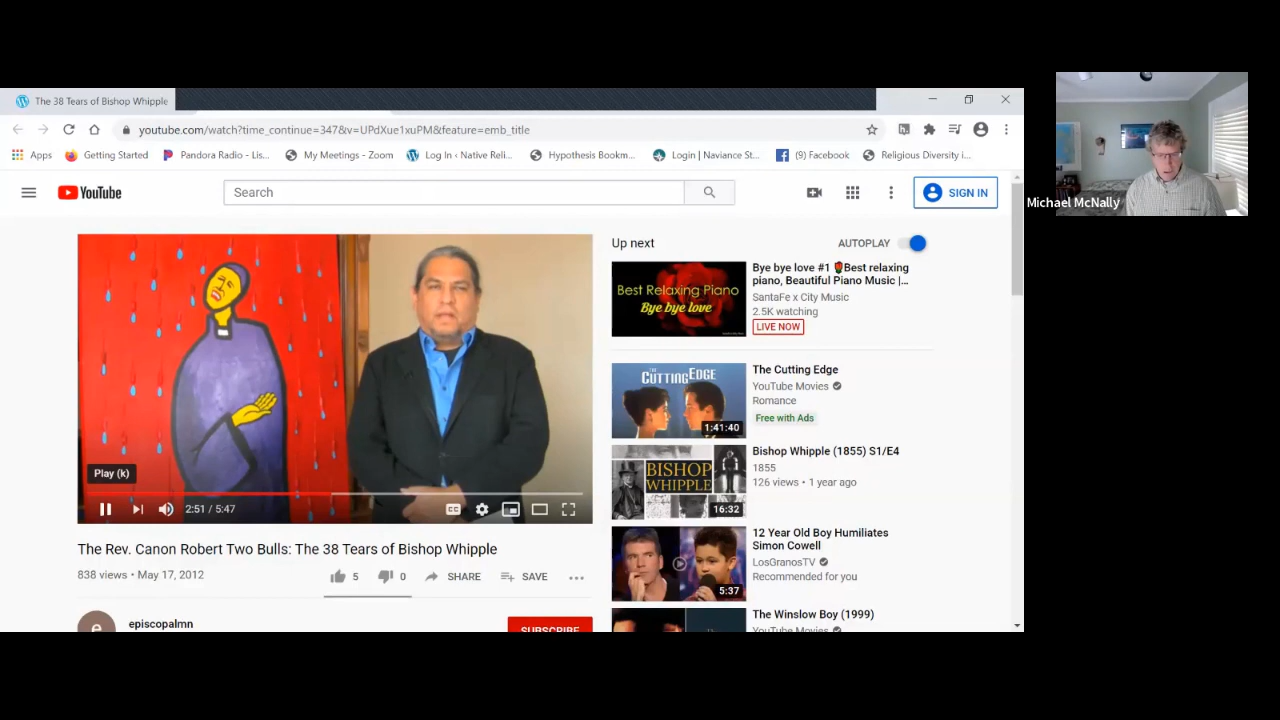 The 38 Tears of Bishop Whipple
youtube.com/watch?time_continue=347&v=UPdXue1xuPM&feature=emb_title
Apps
Getting Started
Pandora Radio - Lis...
My Meetings - Zoom
Log In ‹ Native Reli...
Hypothesis Bookm...
Login | Naviance St...
(9) Facebook
Religious Diversity i...
YouTube
Search
SIGN IN
Michael McNally
Play (k)
2:51 / 5:47
CC
The Rev. Canon Robert Two Bulls: The 38 Tears of Bishop Whipple
838 views • May 17, 2012
5
0
SHARE
SAVE
e
episcopalmn
SUBSCRIBE
Up next
AUTOPLAY
Best Relaxing Piano
Bye bye love
Bye bye love #1 🌹Best relaxing
piano, Beautiful Piano Music |...
SantaFe x City Music
2.5K watching
LIVE NOW
THE
CUTTING EDGE
1:41:40
The Cutting Edge
YouTube Movies
Romance
Free with Ads
BISHOP
WHIPPLE
16:32
Bishop Whipple (1855) S1/E4
1855
126 views • 1 year ago
5:37
12 Year Old Boy Humiliates
Simon Cowell
LosGranosTV
Recommended for you
The Winslow Boy (1999)
YouTube Movies